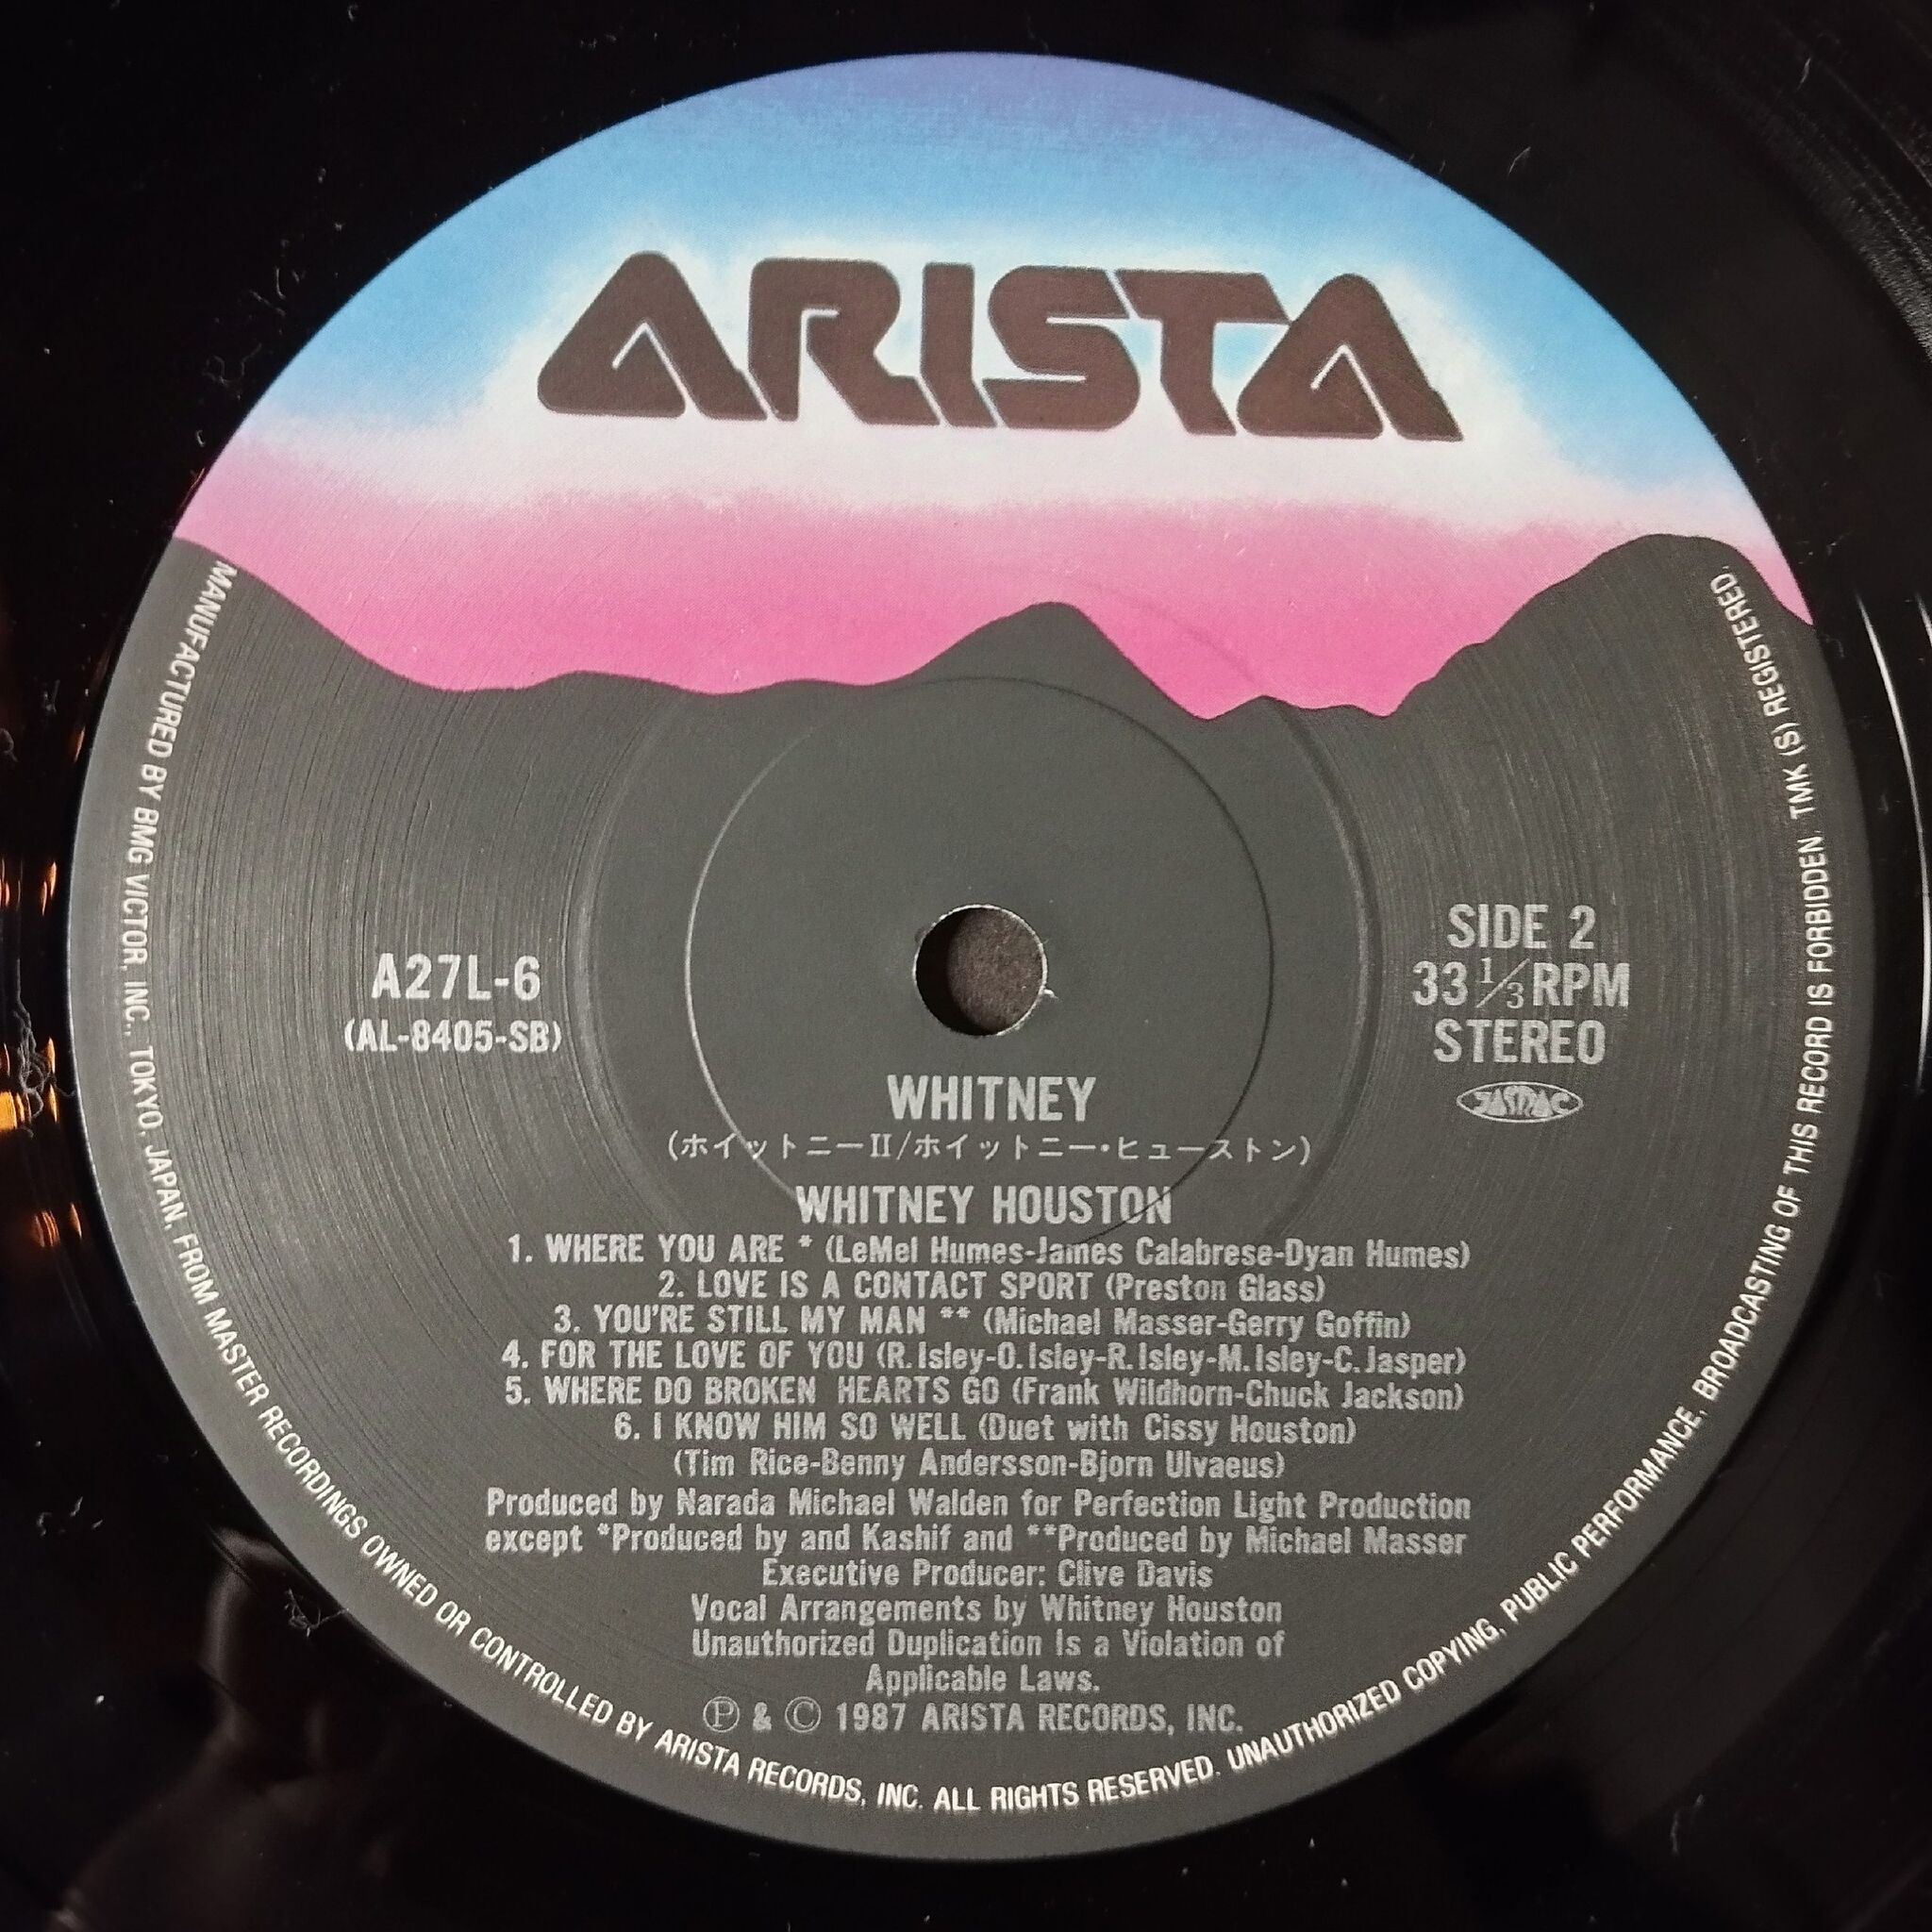 ARISTA
A27L-6
(AL-8405-SB)
SIDE 2
33 1/3 RPM
STEREO
JASRAC
WHITNEY
(ホイットニーII/ホイットニー・ヒューストン)
WHITNEY HOUSTON
1. WHERE YOU ARE * (LeMel Humes-James Calabrese-Dyan Humes)
2. LOVE IS A CONTACT SPORT (Preston Glass)
3. YOU'RE STILL MY MAN ** (Michael Masser-Gerry Goffin)
4. FOR THE LOVE OF YOU (R.Isley-O.Isley-R.Isley-M.Isley-C.Jasper)
5. WHERE DO BROKEN HEARTS GO (Frank Wildhorn-Chuck Jackson)
6. I KNOW HIM SO WELL (Duet with Cissy Houston)
(Tim Rice-Benny Andersson-Bjorn Ulvaeus)
Produced by Narada Michael Walden for Perfection Light Production
except *Produced by and Kashif and **Produced by Michael Masser
Executive Producer: Clive Davis
Vocal Arrangements by Whitney Houston
Unauthorized Duplication Is a Violation of
Applicable Laws.
Ⓟ & © 1987 ARISTA RECORDS, INC.
MANUFACTURED BY BMG VICTOR, INC., TOKYO, JAPAN, FROM MASTER RECORDINGS OWNED OR CONTROLLED BY ARISTA RECORDS, INC. ALL RIGHTS RESERVED. UNAUTHORIZED COPYING, PUBLIC PERFORMANCE, BROADCASTING OF THIS RECORD IS FORBIDDEN. TMK (S) REGISTERED.